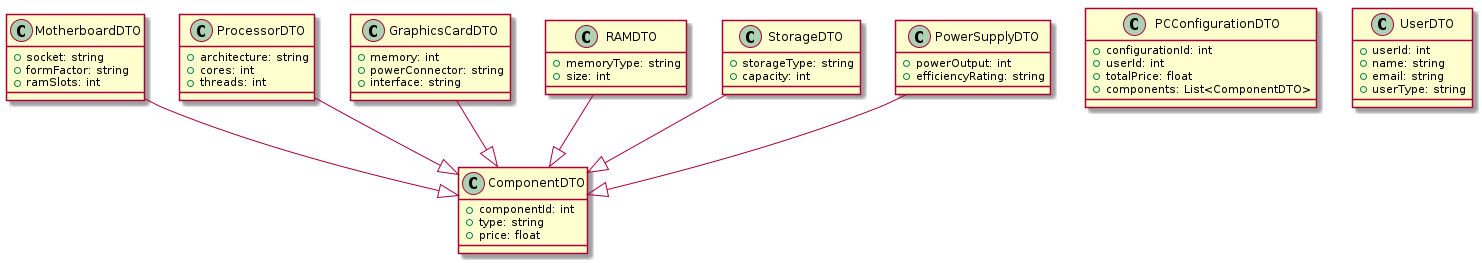 C MotherboardDTO
socket: string
formFactor: string
ramSlots: int
C ProcessorDTO
architecture: string
cores: int
threads: int
C GraphicsCardDTO
memory: int
powerConnector: string
interface: string
C RAMDTO
memoryType: string
size: int
C StorageDTO
storageType: string
capacity: int
C PowerSupplyDTO
powerOutput: int
efficiencyRating: string
C PCConfigurationDTO
configurationId: int
userId: int
totalPrice: float
components: List<ComponentDTO>
C UserDTO
userId: int
name: string
email: string
userType: string
C ComponentDTO
componentId: int
type: string
price: float